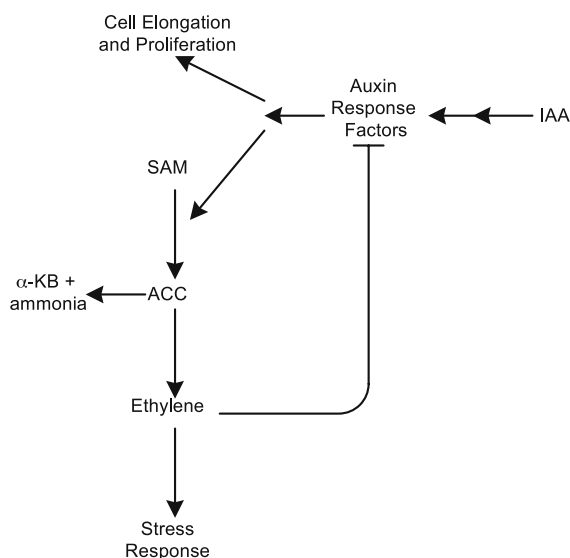 Cell Elongation
and Proliferation
Auxin
Response
Factors
IAA
SAM
α-KB +
ammonia
ACC
Ethylene
Stress
Response